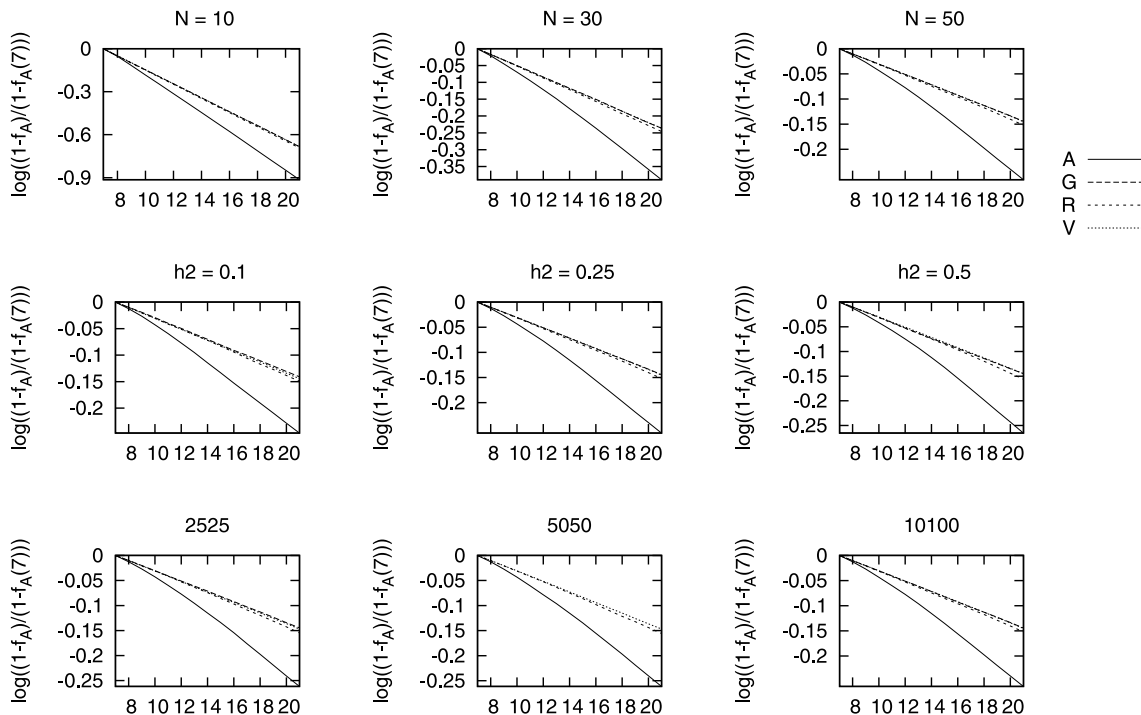 N = 10
N = 30
N = 50
log((1-f_A)/(1-f_A(7)))
0
-0.3
-0.6
-0.9
8 10 12 14 16 18 20
log((1-f_A)/(1-f_A(7)))
0
-0.05
-0.1
-0.15
-0.2
-0.25
-0.3
-0.35
8 10 12 14 16 18 20
log((1-f_A)/(1-f_A(7)))
0
-0.05
-0.1
-0.15
-0.2
8 10 12 14 16 18 20
A
G
R
V
h2 = 0.1
h2 = 0.25
h2 = 0.5
log((1-f_A)/(1-f_A(7)))
0
-0.05
-0.1
-0.15
-0.2
8 10 12 14 16 18 20
log((1-f_A)/(1-f_A(7)))
0
-0.05
-0.1
-0.15
-0.2
8 10 12 14 16 18 20
log((1-f_A)/(1-f_A(7)))
0
-0.05
-0.1
-0.15
-0.2
-0.25
8 10 12 14 16 18 20
2525
5050
10100
log((1-f_A)/(1-f_A(7)))
0
-0.05
-0.1
-0.15
-0.2
-0.25
8 10 12 14 16 18 20
log((1-f_A)/(1-f_A(7)))
0
-0.05
-0.1
-0.15
-0.2
-0.25
8 10 12 14 16 18 20
log((1-f_A)/(1-f_A(7)))
0
-0.05
-0.1
-0.15
-0.2
8 10 12 14 16 18 20